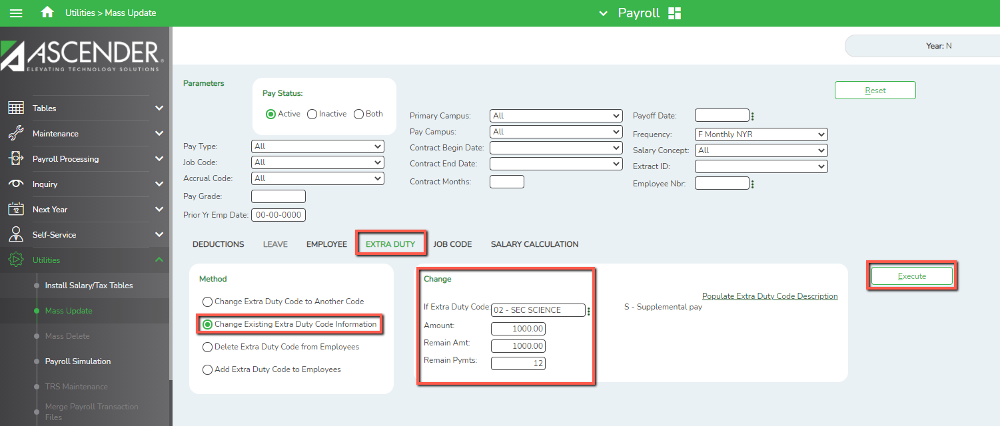 Utilities > Mass Update
Payroll
ASCENDER
ELEVATING TECHNOLOGY SOLUTIONS
Year: N
Tables
Maintenance
Payroll Processing
Inquiry
12
Next Year
Self-Service
Utilities
Install Salary/Tax Tables
Mass Update
Mass Delete
Payroll Simulation
TRS Maintenance
Merge Payroll Transaction
Files
Parameters
Reset
Pay Status:
Active Inactive Both
Pay Type: All
Job Code: All
Accrual Code: All
Pay Grade:
Prior Yr Emp Date: 00-00-0000
Primary Campus: All
Pay Campus: All
Contract Begin Date:
Contract End Date:
Contract Months:
Payoff Date:
Frequency: F Monthly NYR
Salary Concept: All
Extract ID:
Employee Nbr:
DEDUCTIONS LEAVE EMPLOYEE EXTRA DUTY JOB CODE SALARY CALCULATION
Method
Change Extra Duty Code to Another Code
Change Existing Extra Duty Code Information
Delete Extra Duty Code from Employees
Add Extra Duty Code to Employees
Change
Populate Extra Duty Code Description
If Extra Duty Code: 02 - SEC SCIENCE S - Supplemental pay
Amount: 1000.00
Remain Amt: 1000.00
Remain Pymts: 12
Execute